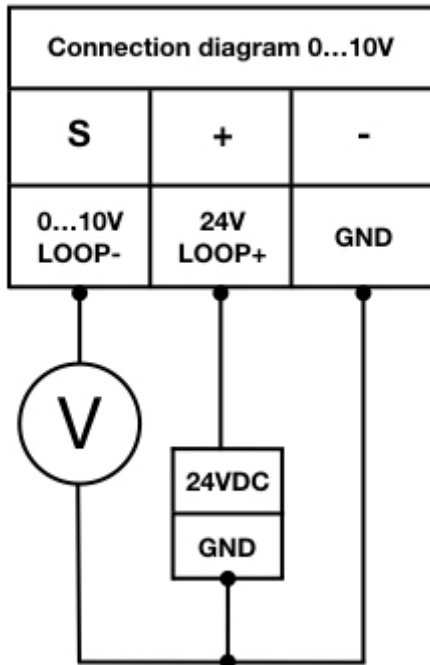 Connection diagram 0...10V
S + -
0...10V 24V GND
LOOP- LOOP+
V
24VDC
GND